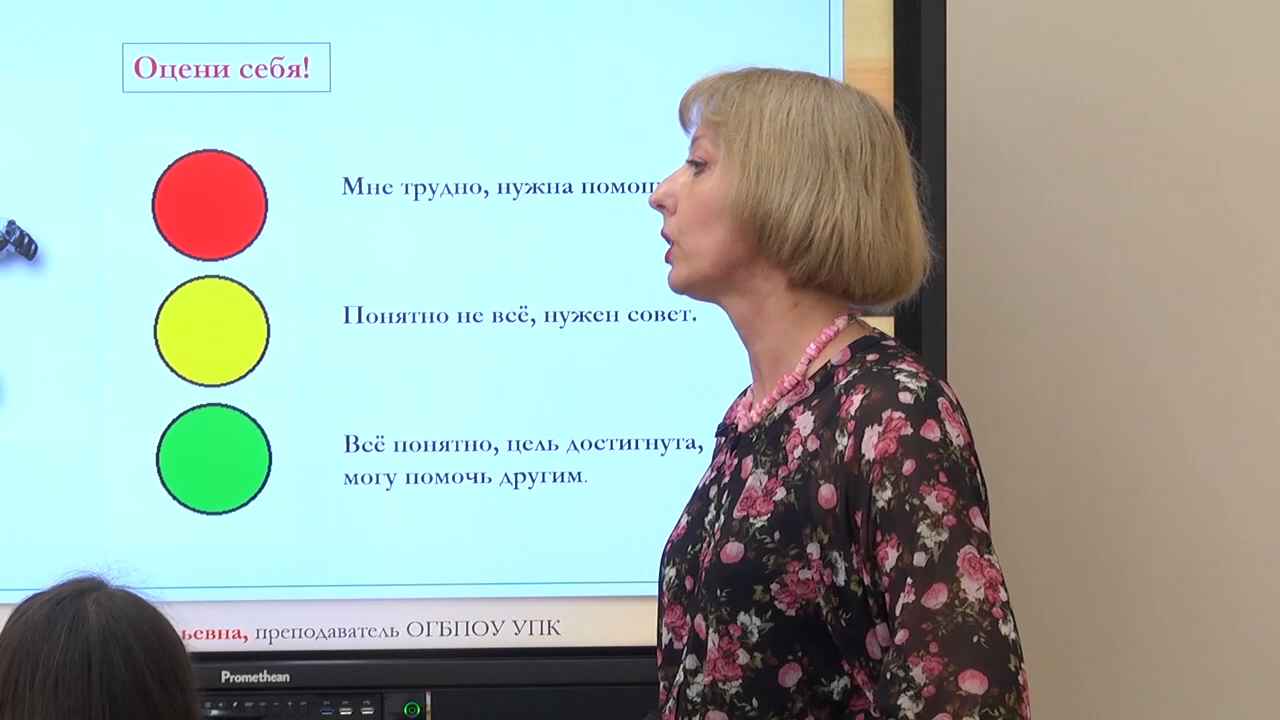 Оцени себя!
Мне трудно, нужна
Понятно не всё, нужен совет.
Всё понятно, цель достигнута,
могу помочь другим.
преподаватель ОГБПОУ УПК
Promethean